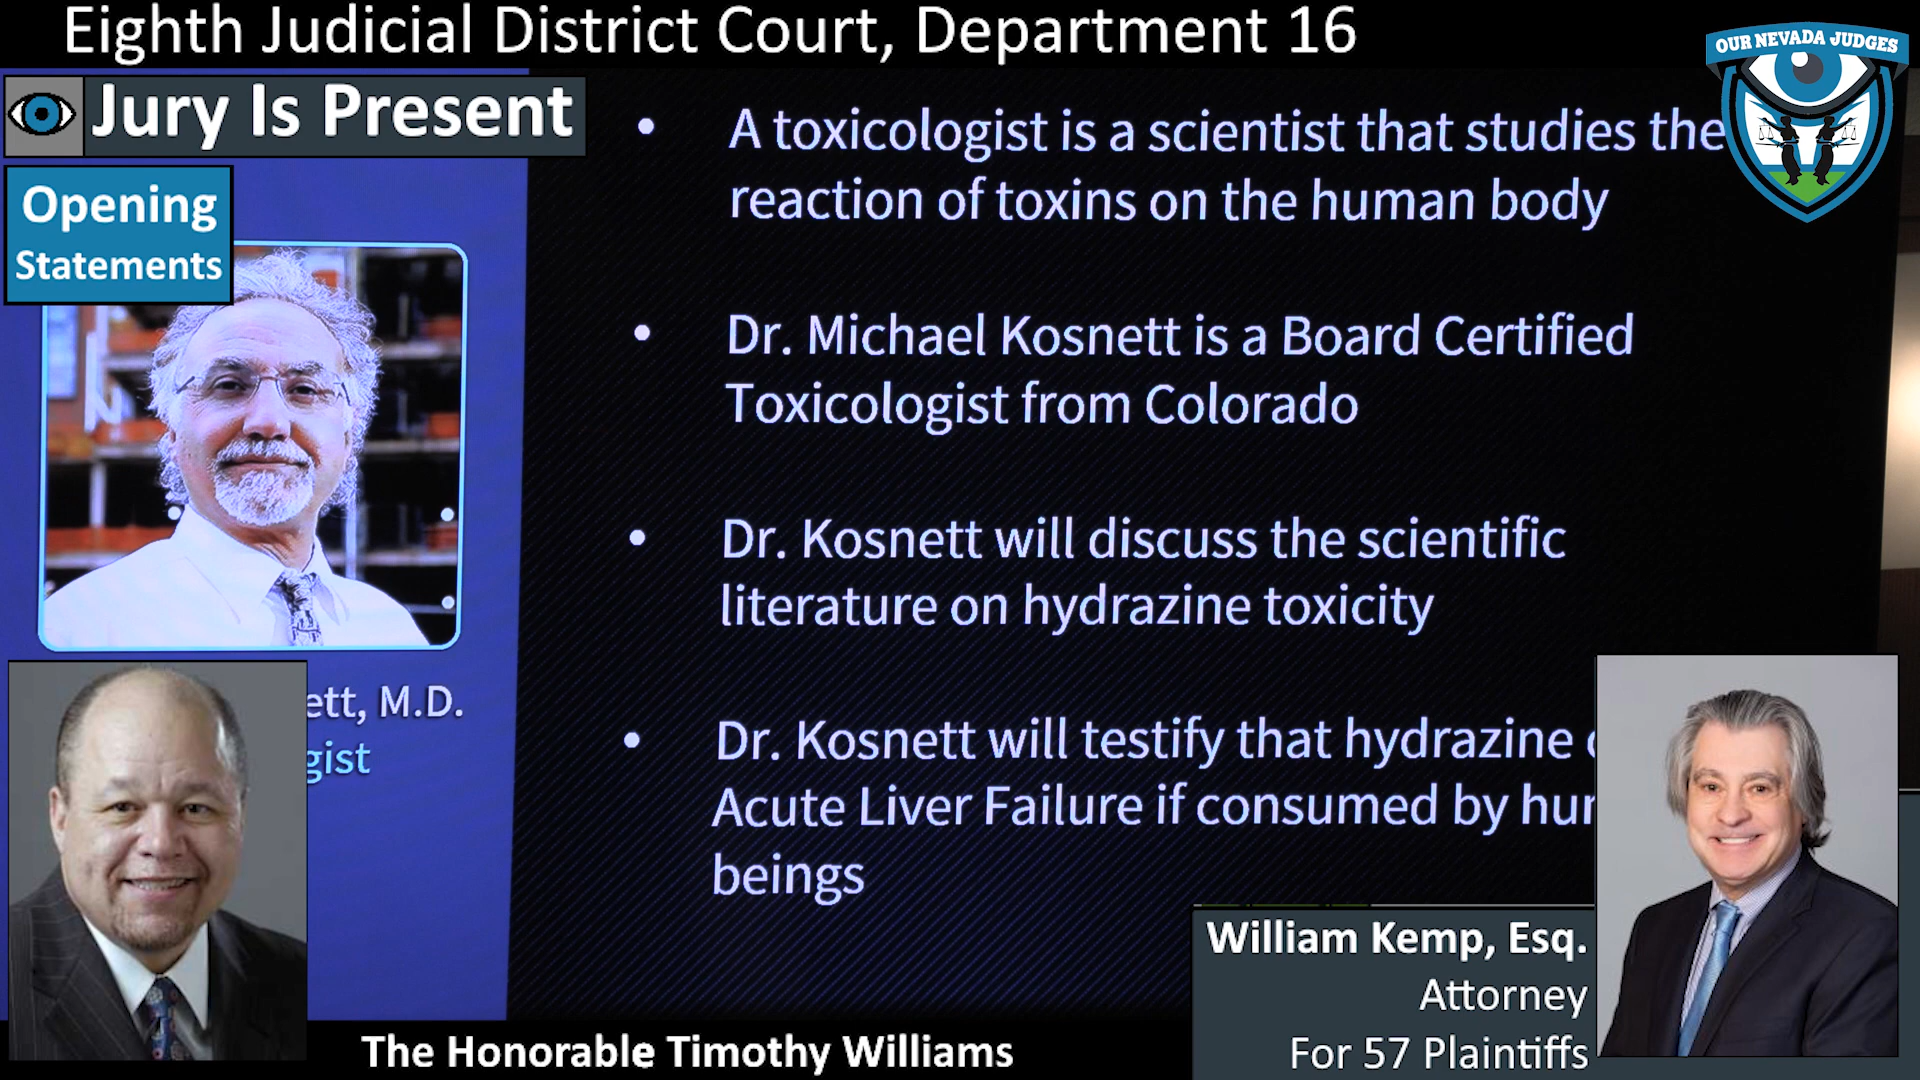 Eighth Judicial District Court, Department 16
OUR NEVADA JUDGES
Jury Is Present
Opening
Statements
• A toxicologist is a scientist that studies the
reaction of toxins on the human body
• Dr. Michael Kosnett is a Board Certified
Toxicologist from Colorado
• Dr. Kosnett will discuss the scientific
literature on hydrazine toxicity
• Dr. Kosnett will testify that hydrazine
Acute Liver Failure if consumed by
beings
M.D.
William Kemp, Esq.
Attorney
For 57 Plaintiffs
The Honorable Timothy Williams